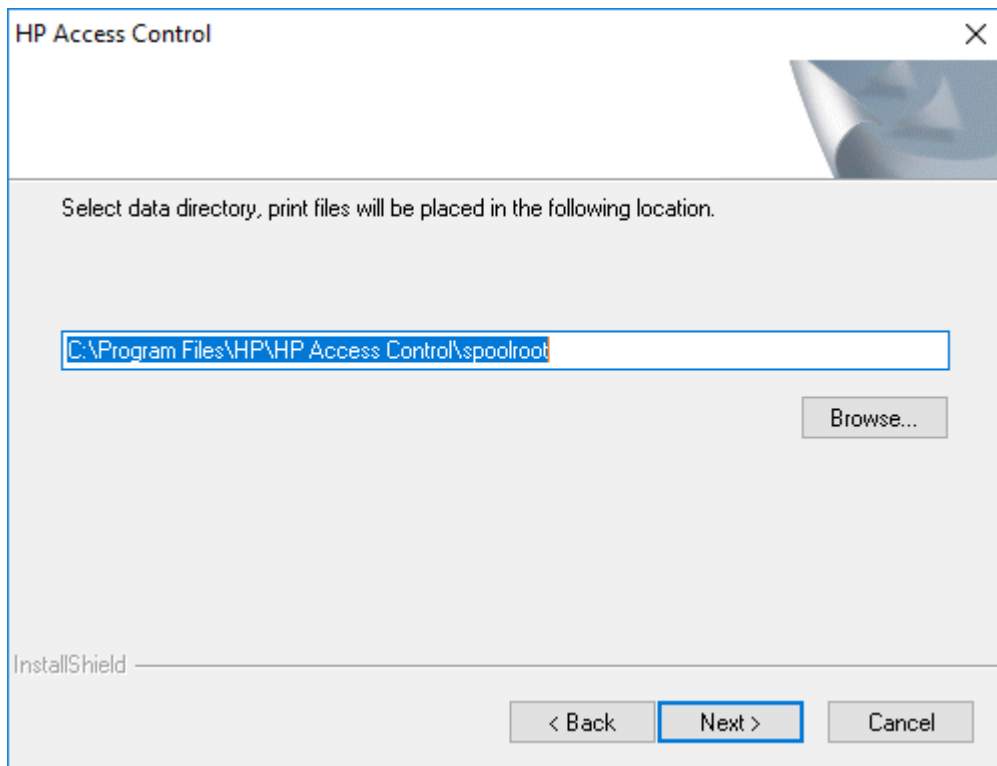 HP Access Control
Select data directory, print files will be placed in the following location.
C:\Program Files\HP\HP Access Control\spoolroot
Browse...
InstallShield
< Back
Next >
Cancel